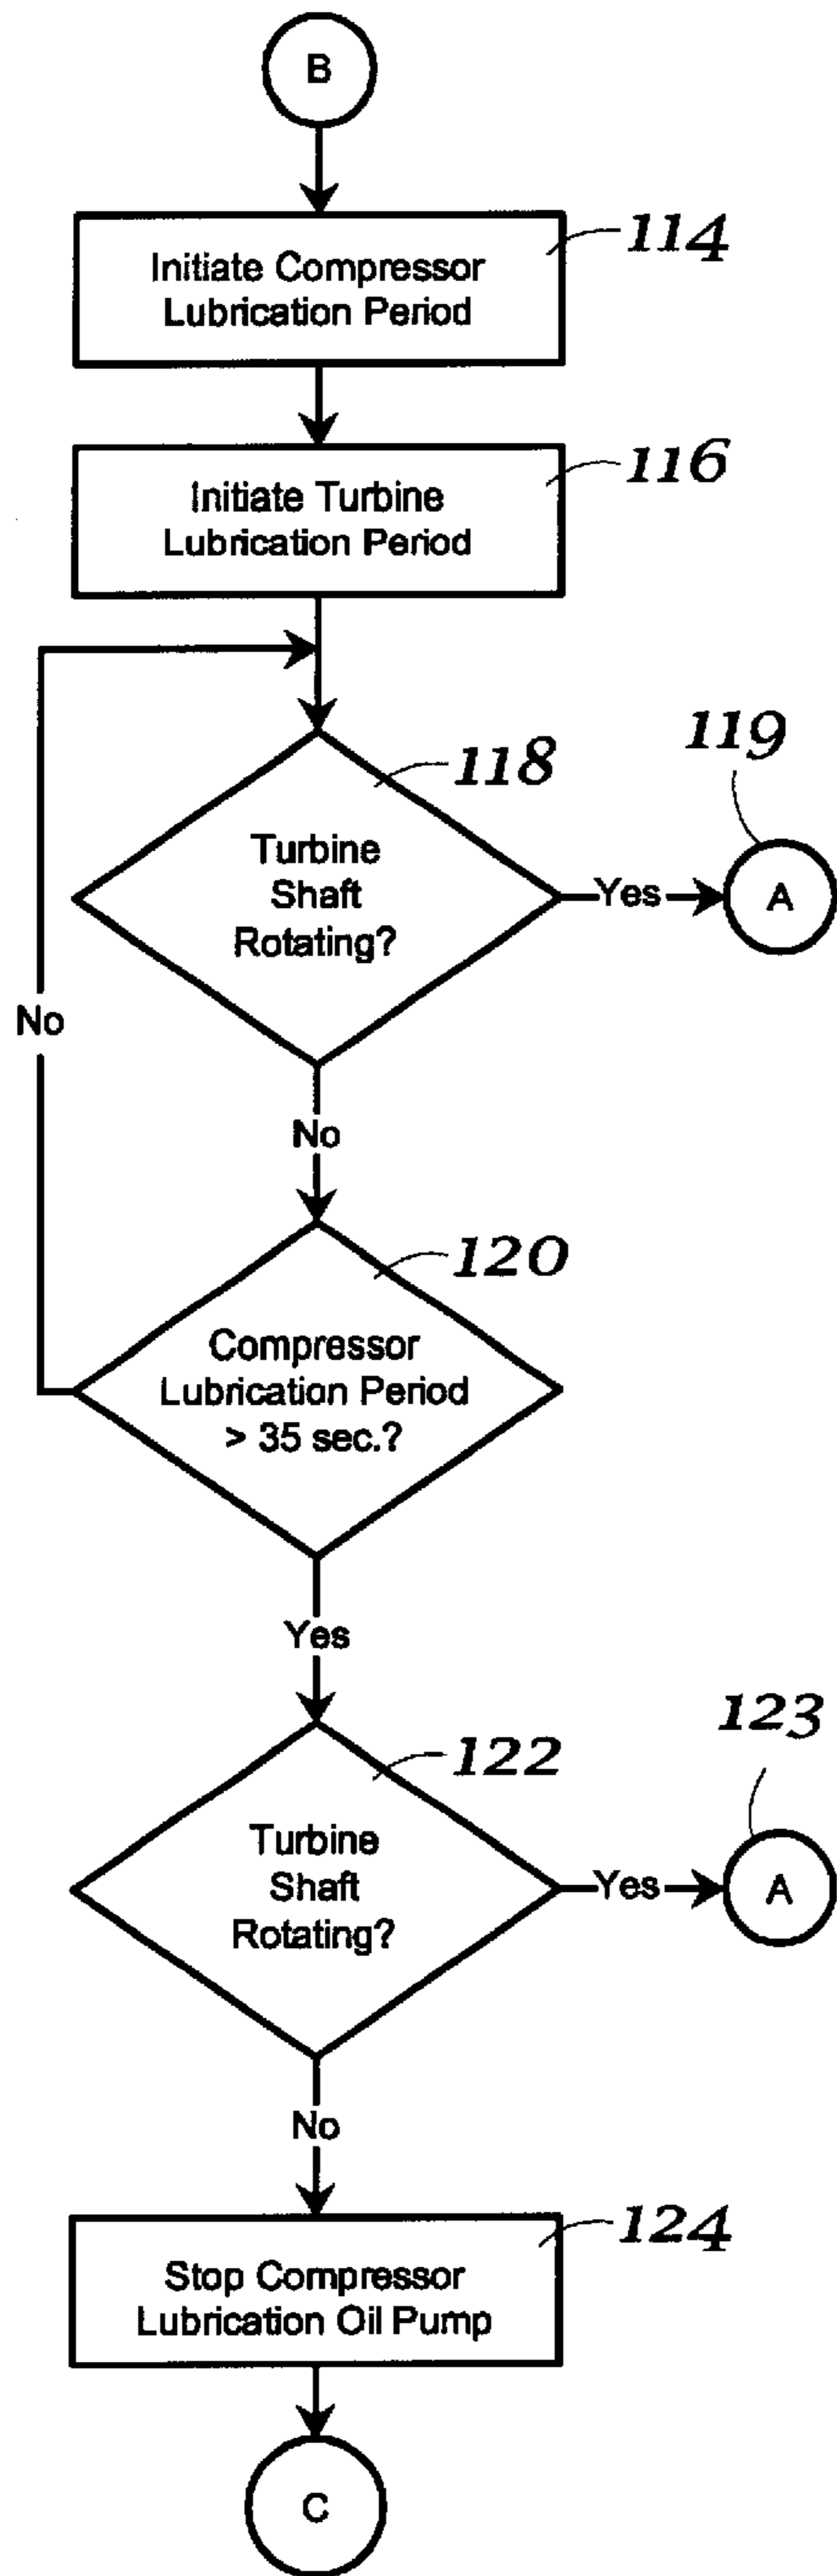 B
Initiate Compressor
Lubrication Period
114
Initiate Turbine
Lubrication Period
116
118
119
Turbine
Shaft
Rotating?
Yes
A
No
No
120
Compressor
Lubrication Period
> 35 sec.?
Yes
122
123
Turbine
Shaft
Rotating?
Yes
A
No
124
Stop Compressor
Lubrication Oil Pump
C